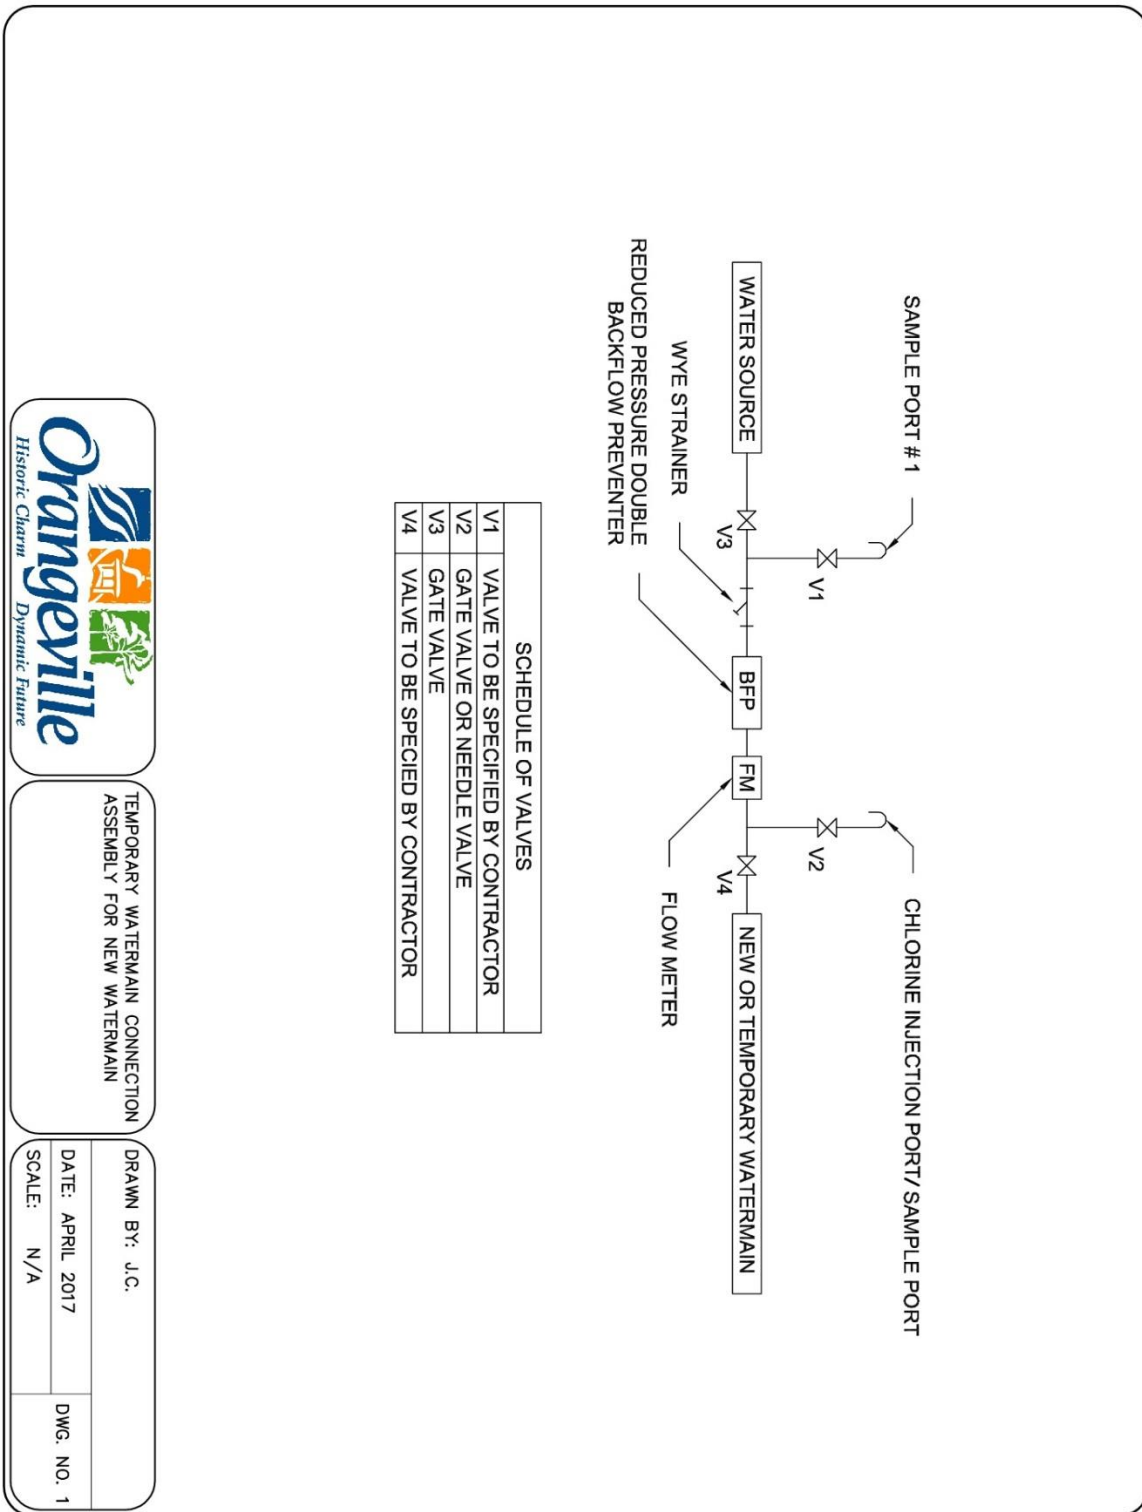 SAMPLE PORT # 1
CHLORINE INJECTION PORT/ SAMPLE PORT
V1
V2
WATER SOURCE
V3
BFP
FM
V4
NEW OR TEMPORARY WATERMAIN
WYE STRAINER
FLOW METER
REDUCED PRESSURE DOUBLE
BACKFLOW PREVENTER
SCHEDULE OF VALVES
V1 VALVE TO BE SPECIFIED BY CONTRACTOR
V2 GATE VALVE OR NEEDLE VALVE
V3 GATE VALVE
V4 VALVE TO BE SPECIED BY CONTRACTOR
Orangeville
Historic Charm Dynamic Future
TEMPORARY WATERMAIN CONNECTION
ASSEMBLY FOR NEW WATERMAIN
DRAWN BY: J.C.
DATE: APRIL 2017
SCALE: N/A
DWG. NO. 1